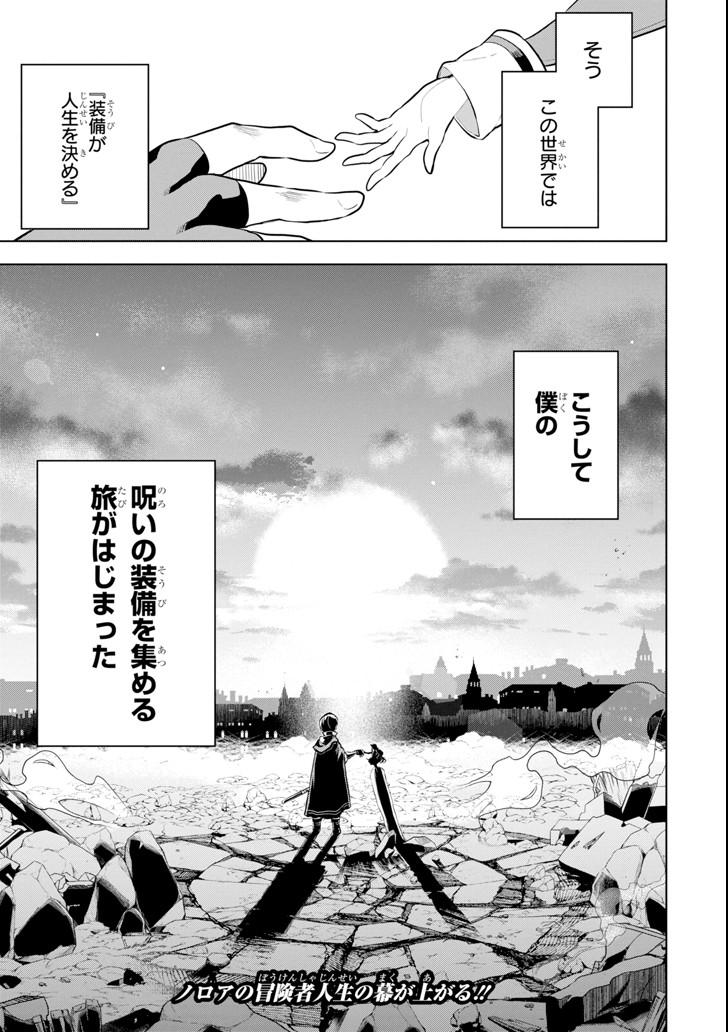 そう
この世界では
『装備が
人生を決める』
こうして
僕の
呪いの装備を集める
旅がはじまった
ノロアの冒険者人生の幕が上がる!!